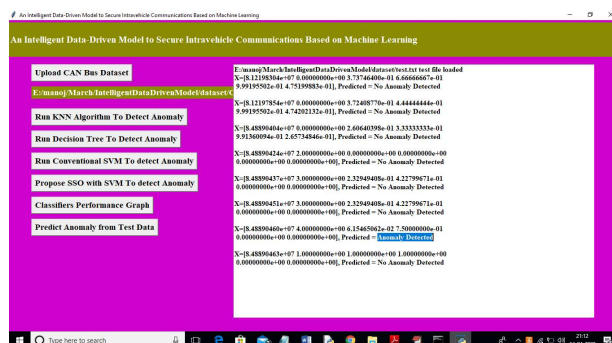 An Intelligent Data-Driven Model to Secure Intravehicle Communications Based on Machine Learning
An Intelligent Data-Driven Model to Secure Intravehicle Communications Based on Machine Learning
Upload CAN Bus Dataset
E:/manoj/March/IntelligentDataDrivenModel/dataset/C
Run KNN Algorithm To Detect Anomaly
Run Decision Tree To Detect Anomaly
Run Conventional SVM To detect Anomaly
Propose SSO with SVM To detect Anomaly
Classifiers Performance Graph
Predict Anomaly from Test Data
E:/manoj/March/IntelligentDataDrivenModel/dataset/test.txt test file loaded
X=[8.12198304e+07 0.00000000e+00 3.73746400e-01 6.66666667e-01
9.99195502e-01 4.75199883e-01], Predicted = No Anomaly Detected
X=[8.12197854e+07 0.00000000e+00 3.72408770e-01 4.44444444e-01
9.99195502e-01 4.74202132e-01], Predicted = No Anomaly Detected
X=[8.48890404e+07 0.00000000e+00 2.60640398e-01 3.33333333e-01
9.91360094e-01 2.65734846e-01], Predicted = No Anomaly Detected
X=[8.48890424e+07 2.00000000e+00 0.00000000e+00 0.00000000e+00
0.00000000e+00 0.00000000e+00], Predicted = No Anomaly Detected
X=[8.48890437e+07 3.00000000e+00 2.32949408e-01 4.22799671e-01
0.00000000e+00 0.00000000e+00], Predicted = No Anomaly Detected
X=[8.48890451e+07 3.00000000e+00 2.32949408e-01 4.22799671e-01
0.00000000e+00 0.00000000e+00], Predicted = No Anomaly Detected
X=[8.48890460e+07 4.00000000e+00 6.15465062e-02 7.50000000e-01
0.00000000e+00 0.00000000e+00], Predicted = Anomaly Detected
X=[8.48890463e+07 1.00000000e+00 1.00000000e+00 1.00000000e+00
0.00000000e+00 0.00000000e+00], Predicted = No Anomaly Detected
Type here to search
21:12